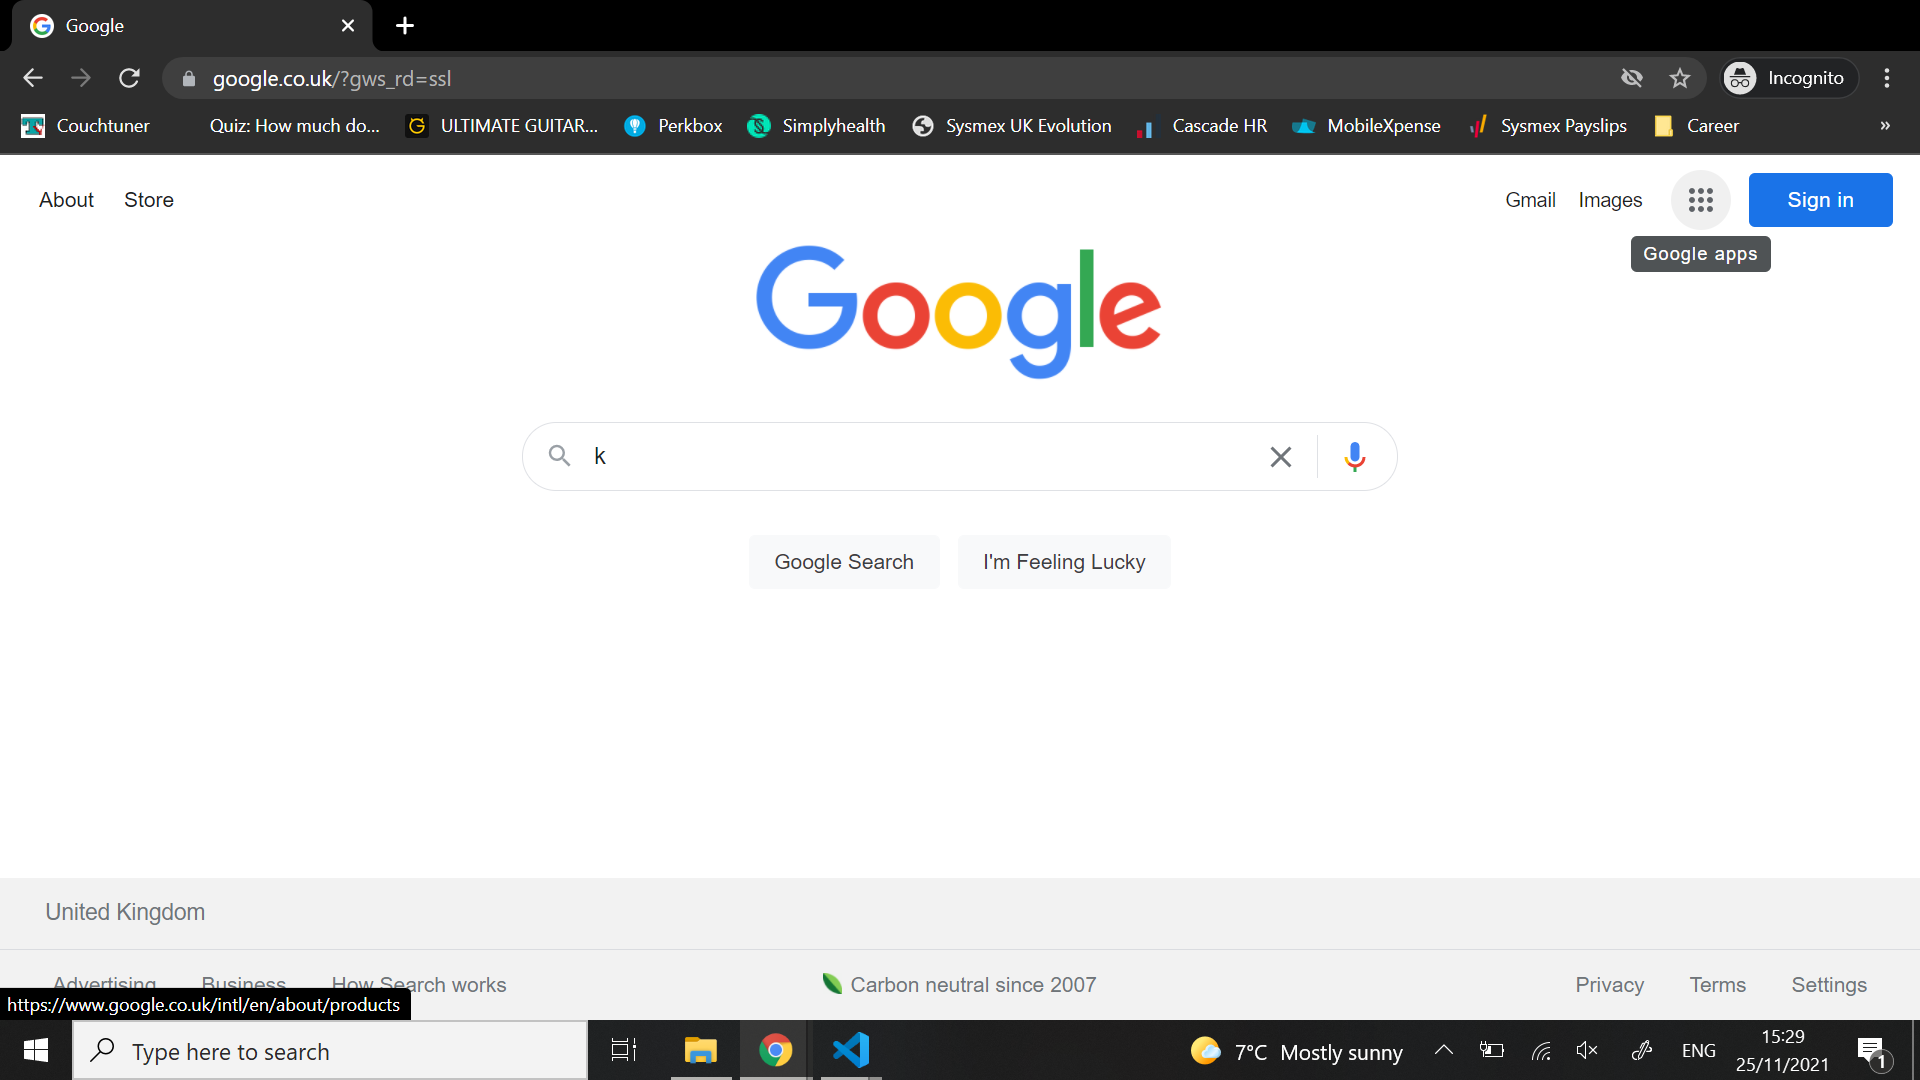 Google
google.co.uk/?gws_rd=ssl
Incognito
Couchtuner Quiz: How much do... ULTIMATE GUITAR... Perkbox Simplyhealth Sysmex UK Evolution Cascade HR MobileXpense Sysmex Payslips Career »
About Store Gmail Images Sign in
Google apps
Google
k
Google Search I'm Feeling Lucky
United Kingdom
Advertising Business How Search works Carbon neutral since 2007 Privacy Terms Settings
https://www.google.co.uk/intl/en/about/products
Type here to search 7°C Mostly sunny ENG 15:29
25/11/2021 1